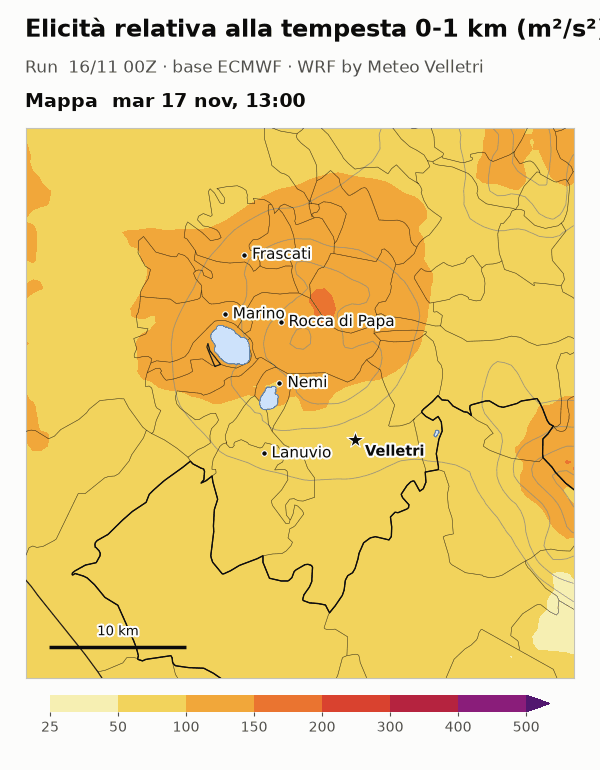 Elicità relativa alla tempesta 0-1 km (m²/s²)
Run  16/11 00Z · base ECMWF · WRF by Meteo Velletri
Mappa  mar 17 nov, 13:00
Frascati
Marino
Rocca di Papa
Nemi
Velletri
Lanuvio
10 km
25 50 100 150 200 300 400 500